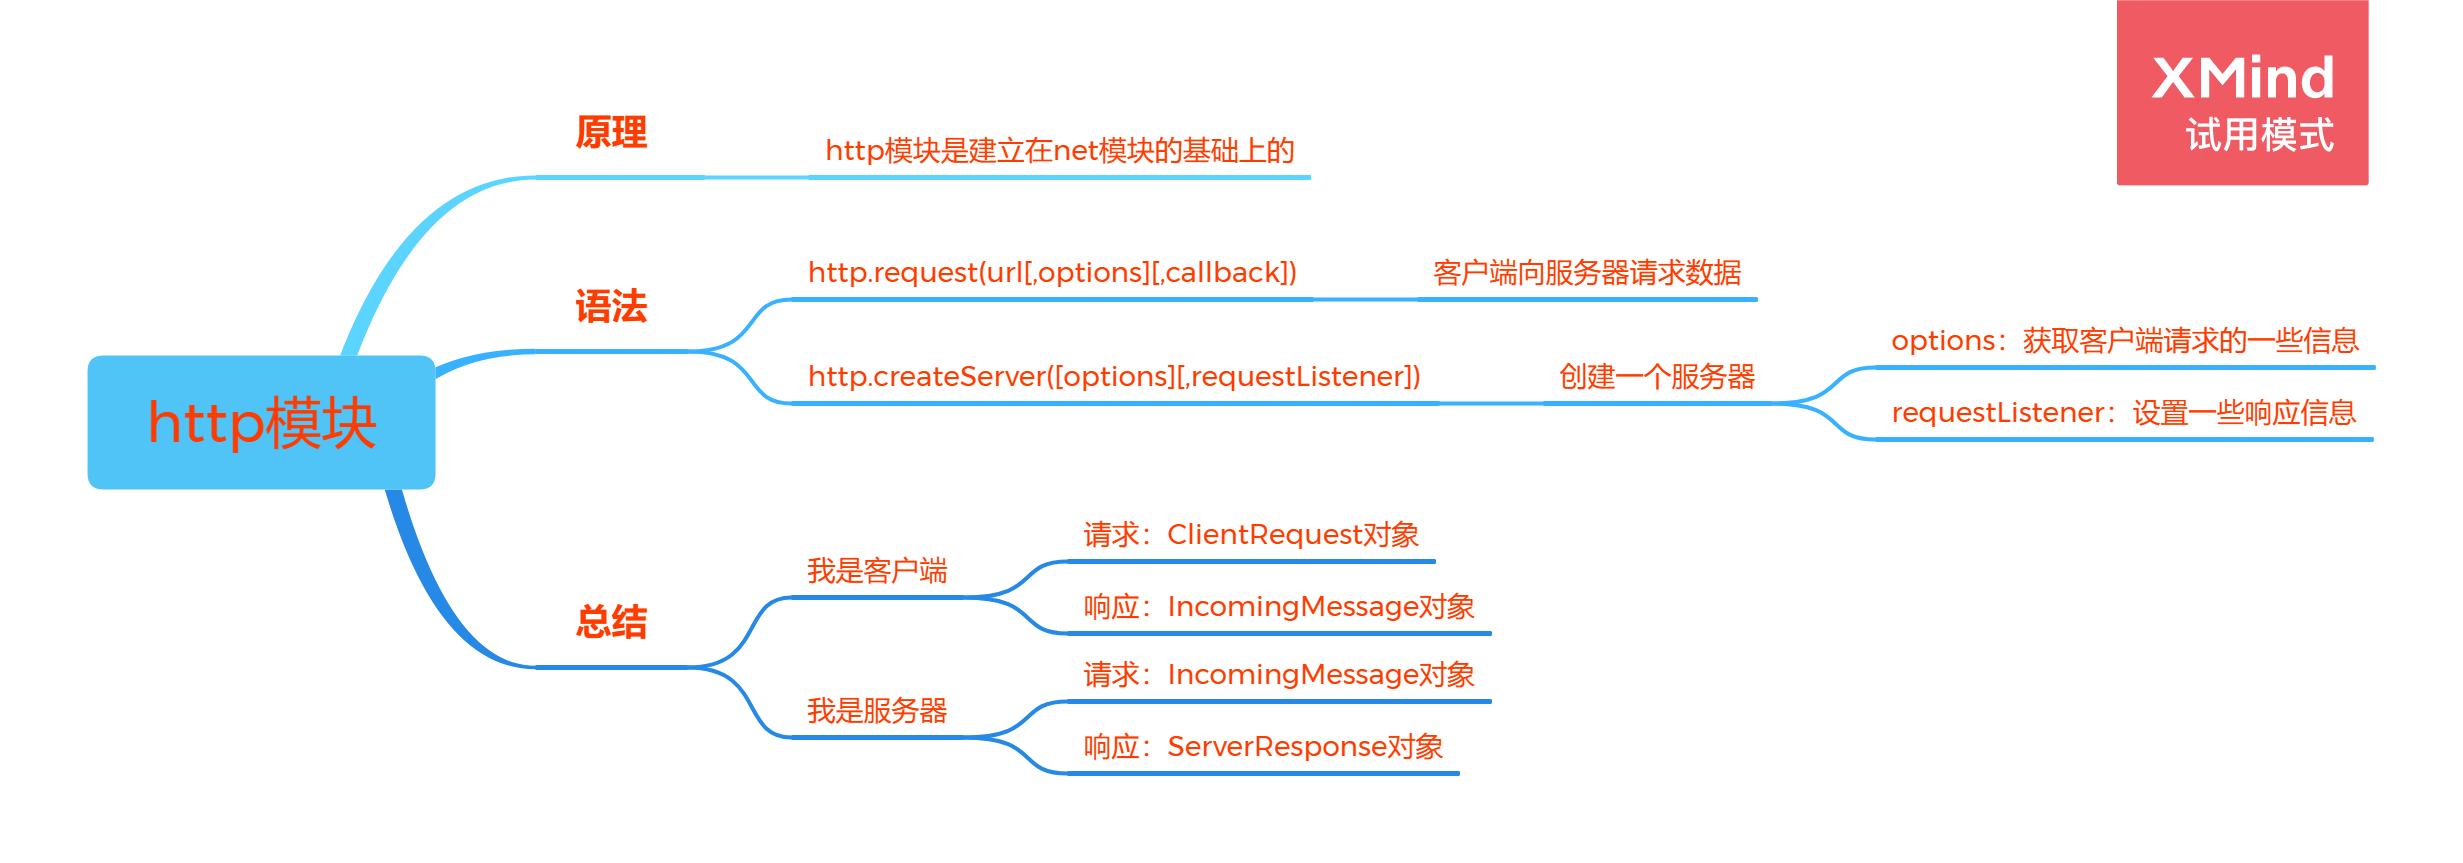 XMind
试用模式
原理
http模块是建立在net模块的基础上的
语法
http.request(url[,options][,callback])
客户端向服务器请求数据
http.createServer([options][,requestListener])
创建一个服务器
options：获取客户端请求的一些信息
requestListener：设置一些响应信息
http模块
总结
我是客户端
请求：ClientRequest对象
响应：IncomingMessage对象
我是服务器
请求：IncomingMessage对象
响应：ServerResponse对象